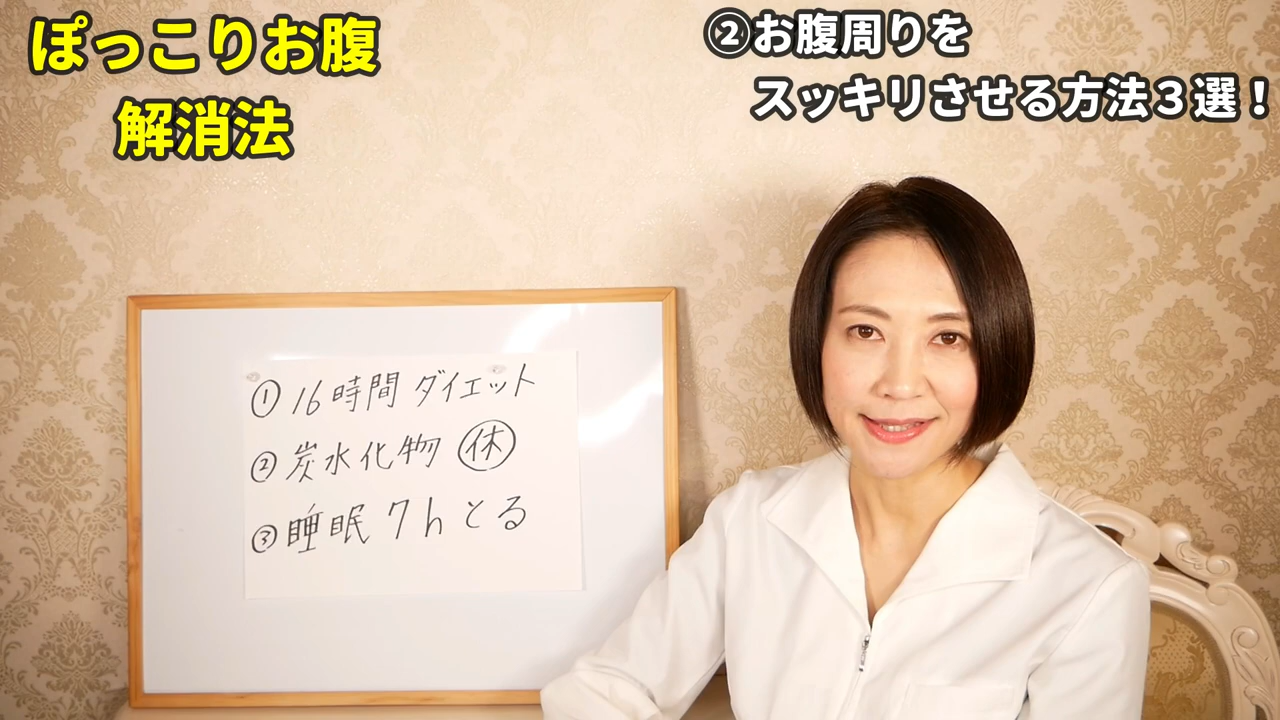 ぽっこりお腹
解消法
②お腹周りを
スッキリさせる方法3選！
① 16時間 ダイエット
② 炭水化物 ㊡
③ 睡眠 7h とる